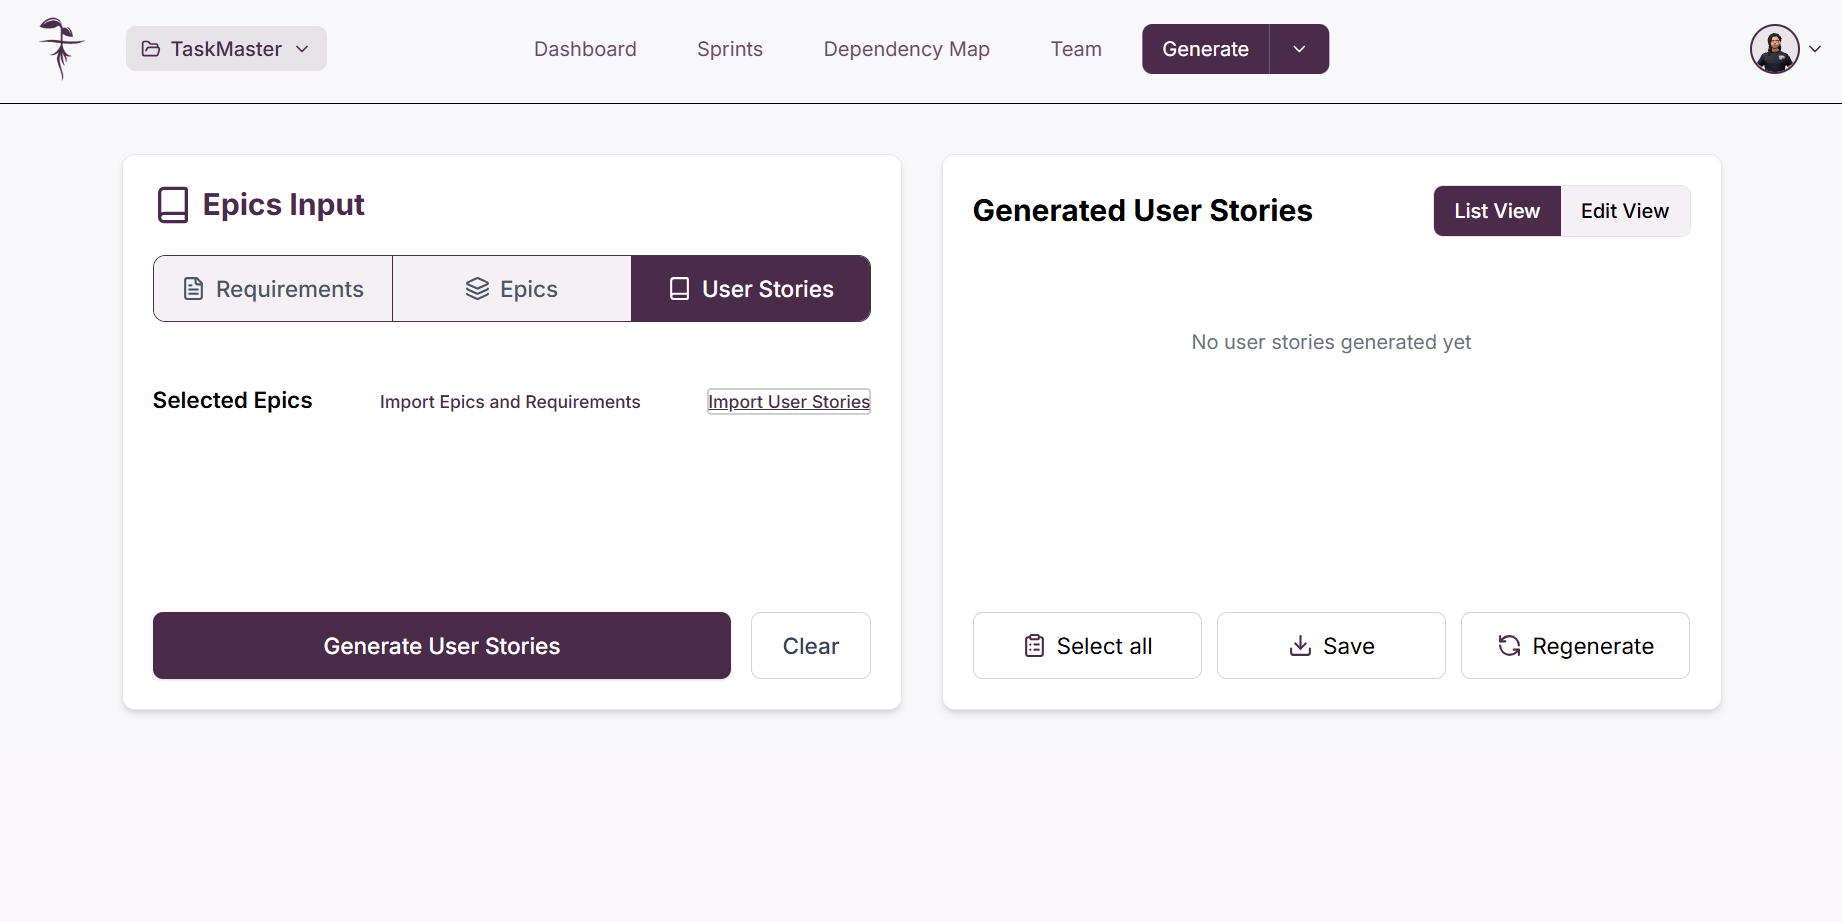 TaskMaster
Dashboard
Sprints
Dependency Map
Team
Generate
Epics Input
Requirements
Epics
User Stories
Selected Epics
Import Epics and Requirements
Import User Stories
Generate User Stories
Clear
Generated User Stories
List View
Edit View
No user stories generated yet
Select all
Save
Regenerate